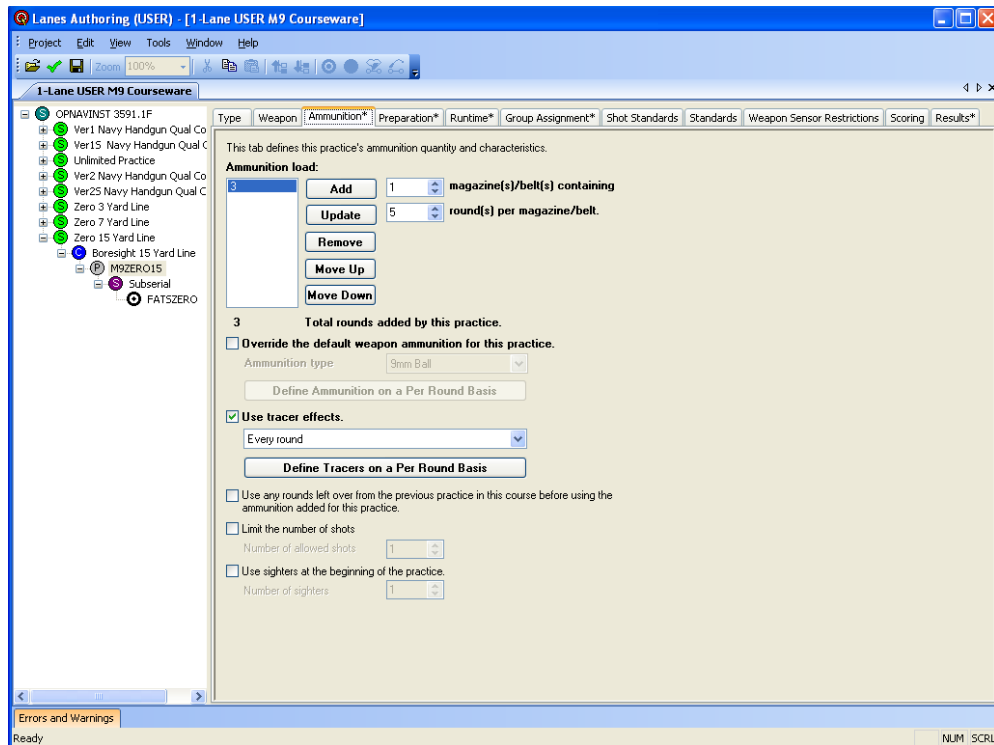 Lanes Authoring (USER) - [1-Lane USER M9 Courseware]
Project Edit View Tools Window Help
Zoom 100%
1-Lane USER M9 Courseware
OPNAVINST 3591.1F
Ver1 Navy Handgun Qual Co
Ver1S Navy Handgun Qual C
Unlimited Practice
Ver2 Navy Handgun Qual Co
Ver2S Navy Handgun Qual C
Zero 3 Yard Line
Zero 7 Yard Line
Zero 15 Yard Line
C Boresight 15 Yard Line
P M9ZERO15
S Subserial
FATSZERO
Type Weapon Ammunition* Preparation* Runtime* Group Assignment* Shot Standards Standards Weapon Sensor Restrictions Scoring Results*
This tab defines this practice's ammunition quantity and characteristics.
Ammunition load:
3
Add 1 magazine(s)/belt(s) containing
Update 5 round(s) per magazine/belt.
Remove
Move Up
Move Down
3 Total rounds added by this practice.
Override the default weapon ammunition for this practice.
Ammunition type 9mm Ball
Define Ammunition on a Per Round Basis
Use tracer effects.
Every round
Define Tracers on a Per Round Basis
Use any rounds left over from the previous practice in this course before using the
ammunition added for this practice.
Limit the number of shots
Number of allowed shots 1
Use sighters at the beginning of the practice.
Number of sighters 1
Errors and Warnings
Ready NUM SCRL